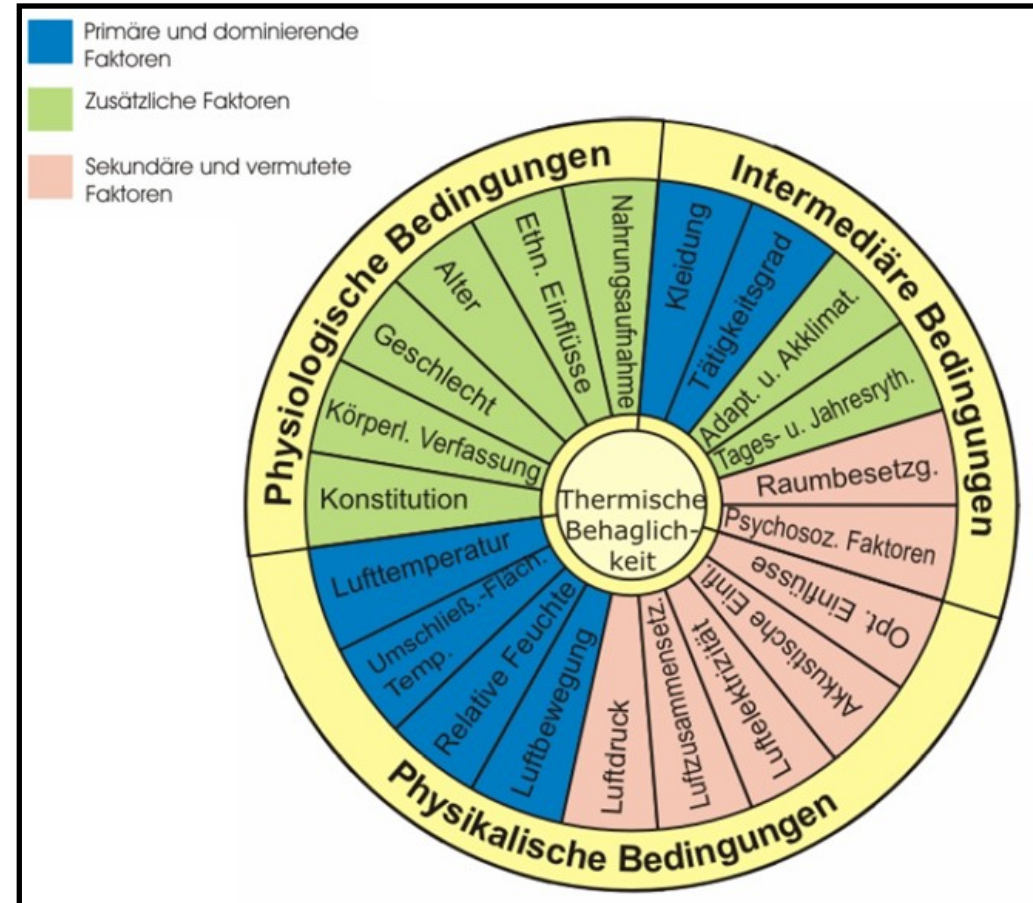 Primäre und dominierende
Faktoren
Zusätzliche Faktoren
Sekundäre und vermutete
Faktoren
Physiologische Bedingungen
Intermediäre Bedingungen
Physikalische Bedingungen
Konstitution
Körperl. Verfassung
Geschlecht
Alter
Ethn. Einflüsse
Nahrungsaufnahme
Kleidung
Tätigkeitsgrad
Adapt. u. Akklimat.
Tages- u. Jahresryth.
Raumbesetzg.
Psychosoz. Faktoren
Opt. Einflüsse
Akkustische Einfl.
Luftelektrizität
Luftzusammensetz.
Luftdruck
Luftbewegung
Relative Feuchte
Umschließ.-Fläch.
Temp.
Lufttemperatur
Thermische
Behaglich-
keit